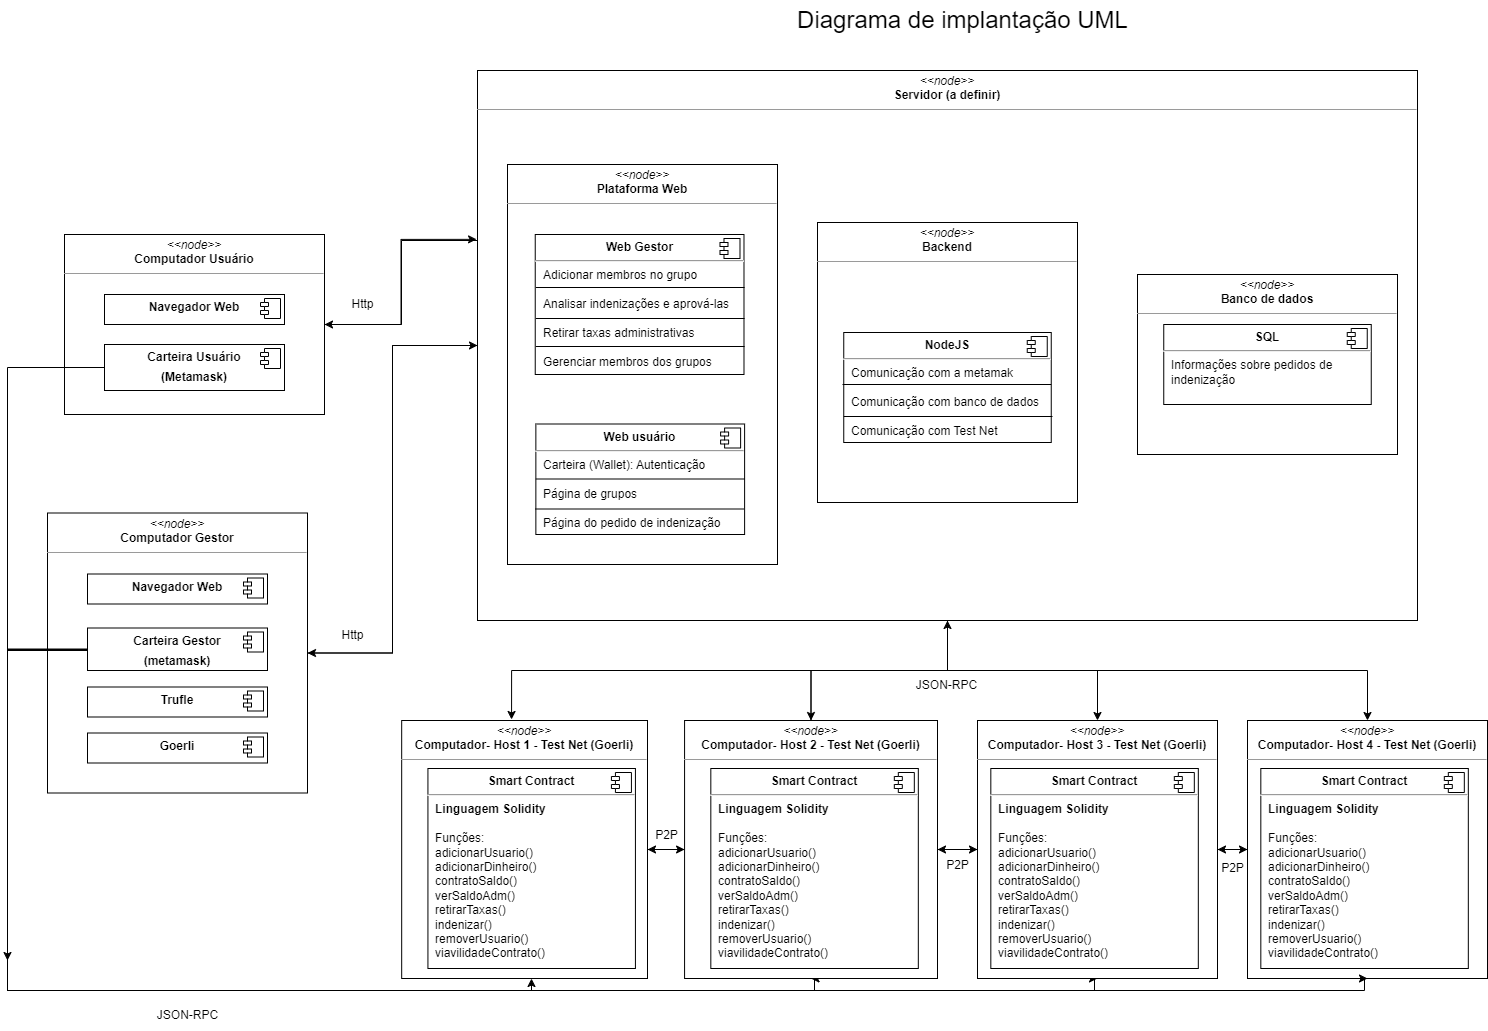 Diagrama de implantação UML
<<node>>
Servidor (a definir)
<<node>>
Plataforma Web
Web Gestor
Adicionar membros no grupo
Analisar indenizações e aprová-las
Retirar taxas administrativas
Gerenciar membros dos grupos
Web usuário
Carteira (Wallet): Autenticação
Página de grupos
Página do pedido de indenização
<<node>>
Backend
NodeJS
Comunicação com a metamak
Comunicação com banco de dados
Comunicação com Test Net
<<node>>
Banco de dados
SQL
Informações sobre pedidos de
indenização
<<node>>
Computador Usuário
Navegador Web
Carteira Usuário
(Metamask)
Http
<<node>>
Computador Gestor
Navegador Web
Carteira Gestor
(metamask)
Trufle
Goerli
Http
JSON-RPC
<<node>>
Computador- Host 1 - Test Net (Goerli)
Smart Contract
Linguagem Solidity
Funções:
adicionarUsuario()
adicionarDinheiro()
contratoSaldo()
verSaldoAdm()
retirarTaxas()
indenizar()
removerUsuario()
viavilidadeContrato()
P2P
<<node>>
Computador- Host 2 - Test Net (Goerli)
Smart Contract
Linguagem Solidity
Funções:
adicionarUsuario()
adicionarDinheiro()
contratoSaldo()
verSaldoAdm()
retirarTaxas()
indenizar()
removerUsuario()
viavilidadeContrato()
P2P
<<node>>
Computador- Host 3 - Test Net (Goerli)
Smart Contract
Linguagem Solidity
Funções:
adicionarUsuario()
adicionarDinheiro()
contratoSaldo()
verSaldoAdm()
retirarTaxas()
indenizar()
removerUsuario()
viavilidadeContrato()
P2P
<<node>>
Computador- Host 4 - Test Net (Goerli)
Smart Contract
Linguagem Solidity
Funções:
adicionarUsuario()
adicionarDinheiro()
contratoSaldo()
verSaldoAdm()
retirarTaxas()
indenizar()
removerUsuario()
viavilidadeContrato()
JSON-RPC